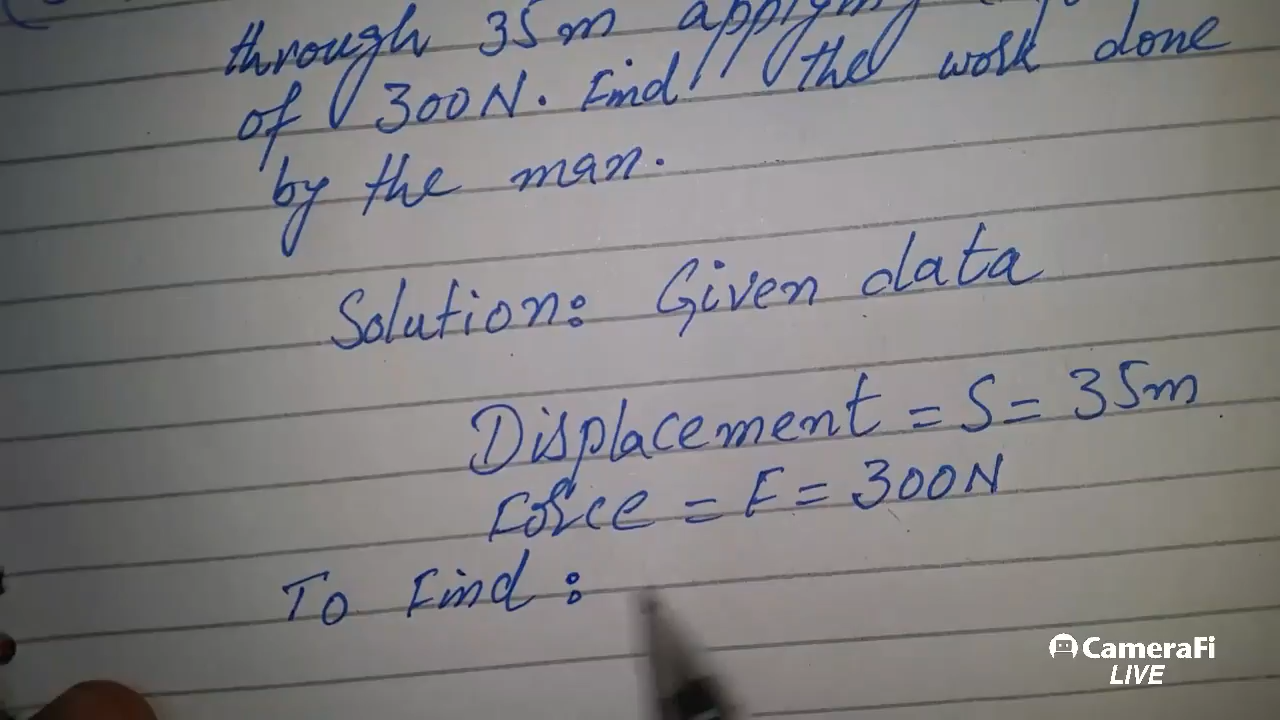 through 35m applying
of 300N. Find the work done
by the man.
Solution: Given data
Displacement = S = 35m
Force = F = 300N
To Find:
CameraFi
LIVE